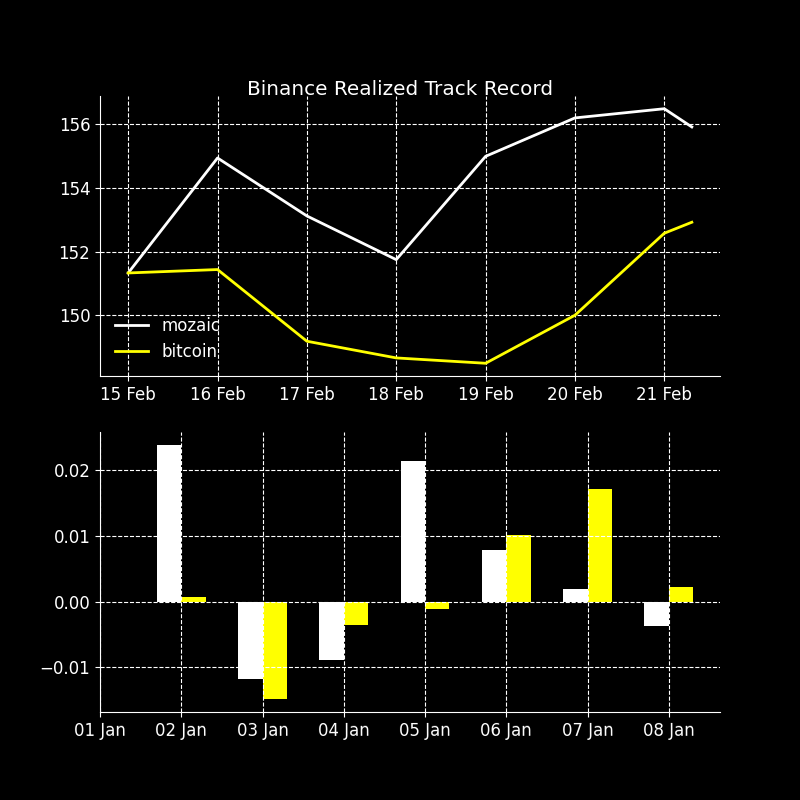 Binance Realized Track Record
156
154
152
150
mozaic
bitcoin
15 Feb 16 Feb 17 Feb 18 Feb 19 Feb 20 Feb 21 Feb
0.02
0.01
0.00
−0.01
01 Jan 02 Jan 03 Jan 04 Jan 05 Jan 06 Jan 07 Jan 08 Jan